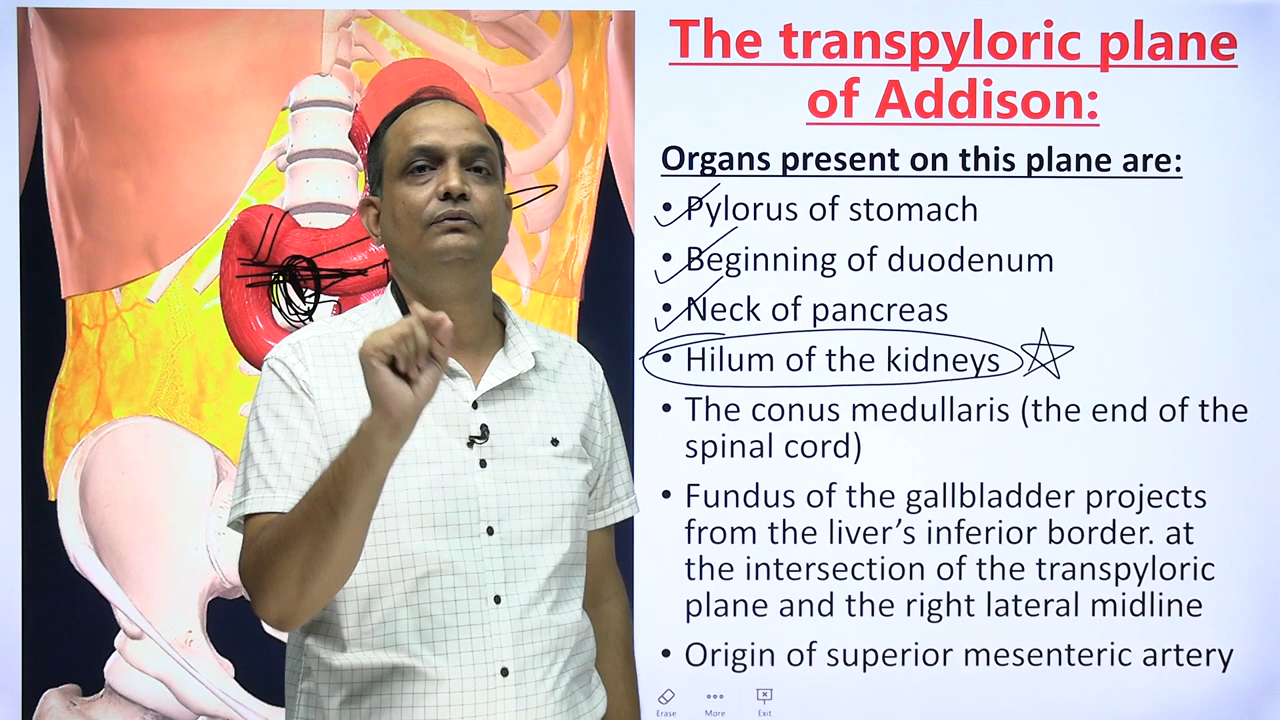 The transpyloric plane
of Addison:
Organs present on this plane are:
• Pylorus of stomach
• Beginning of duodenum
• Neck of pancreas
• Hilum of the kidneys
• The conus medullaris (the end of the
spinal cord)
• Fundus of the gallbladder projects
from the liver’s inferior border. at
the intersection of the transpyloric
plane and the right lateral midline
• Origin of superior mesenteric artery
Erase
More
Exit